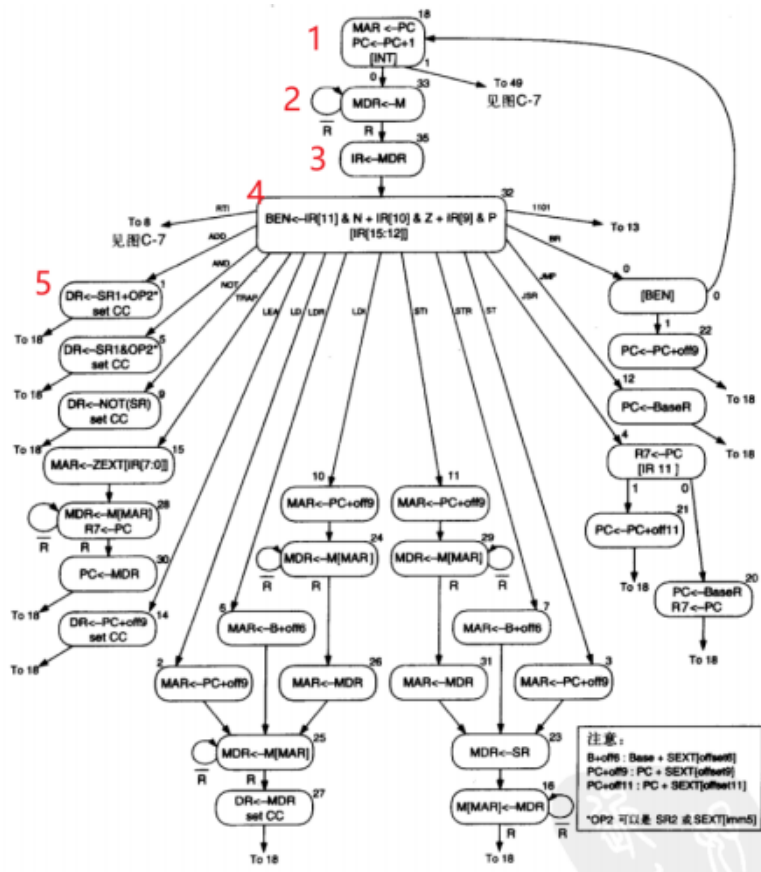 18
1
MAR <-PC
PC<-PC+1
[INT]
0
1
To 49
见图C-7
33
2
MDR<-M
R̅
R
35
3
IR<-MDR
4
32
BEN<-IR[11] & N + IR[10] & Z + IR[9] & P
[IR[15:12]]
RTI
To 8
见图C-7
1101
To 13
ADD
AND
NOT
TRAP
LEA
LD
LDR
LDI
STI
STR
ST
JSR
JMP
BR
5
1
DR<-SR1+OP2*
set CC
To 18
5
DR<-SR1&OP2*
set CC
To 18
9
DR<-NOT(SR)
set CC
To 18
15
MAR<-ZEXT[IR[7:0]]
28
MDR<-M[MAR]
R7<-PC
R̅
R
30
PC<-MDR
To 18
14
DR<-PC+off9
set CC
To 18
0
[BEN]
0
1
22
PC<-PC+off9
To 18
12
PC<-BaseR
To 18
4
R7<-PC
[IR 11]
1
0
21
PC<-PC+off11
To 18
20
PC<-BaseR
R7<-PC
To 18
10
MAR<-PC+off9
24
MDR<-M[MAR]
R̅
R
11
MAR<-PC+off9
29
MDR<-M[MAR]
R
R̅
6
MAR<-B+off6
7
MAR<-B+off6
2
MAR<-PC+off9
26
MAR<-MDR
31
MAR<-MDR
3
MAR<-PC+off9
25
MDR<-M[MAR]
R̅
R
27
DR<-MDR
set CC
To 18
23
MDR<-SR
16
M[MAR]<-MDR
R
R̅
To 18
注意：
B+off6 : Base + SEXT[offset6]
PC+off9 : PC + SEXT[offset9]
PC+off11 : PC + SEXT[offset11]
*OP2 可以是 SR2 或SEXT[imm5]